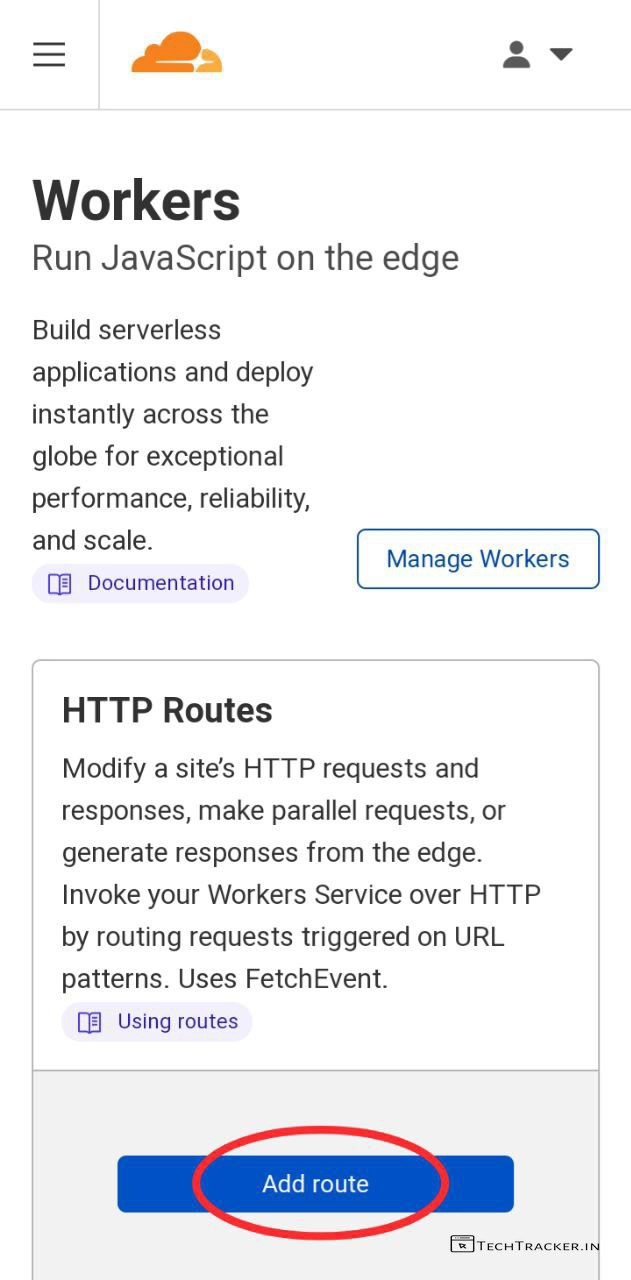 Workers
Run JavaScript on the edge
Build serverless
applications and deploy
instantly across the
globe for exceptional
performance, reliability,
and scale.
Documentation
Manage Workers
HTTP Routes
Modify a site’s HTTP requests and
responses, make parallel requests, or
generate responses from the edge.
Invoke your Workers Service over HTTP
by routing requests triggered on URL
patterns. Uses FetchEvent.
Using routes
Add route
TECHTRACKER.IN